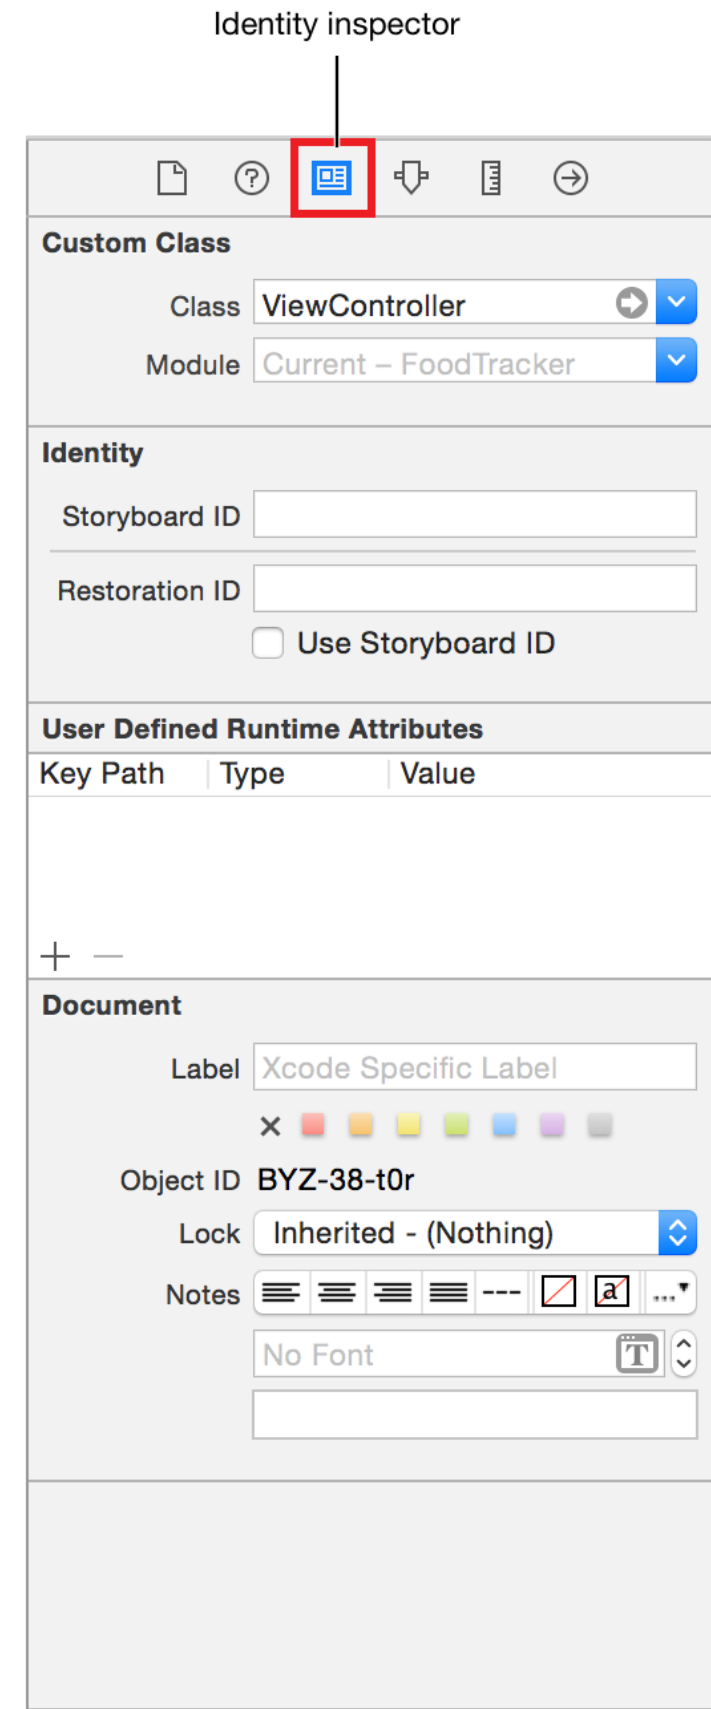 Identity inspector
?
Custom Class
Class ViewController
Module Current – FoodTracker
Identity
Storyboard ID
Restoration ID
Use Storyboard ID
User Defined Runtime Attributes
Key Path Type Value
+ —
Document
Label Xcode Specific Label
Object ID BYZ-38-t0r
Lock Inherited - (Nothing)
Notes --- a ...
No Font T